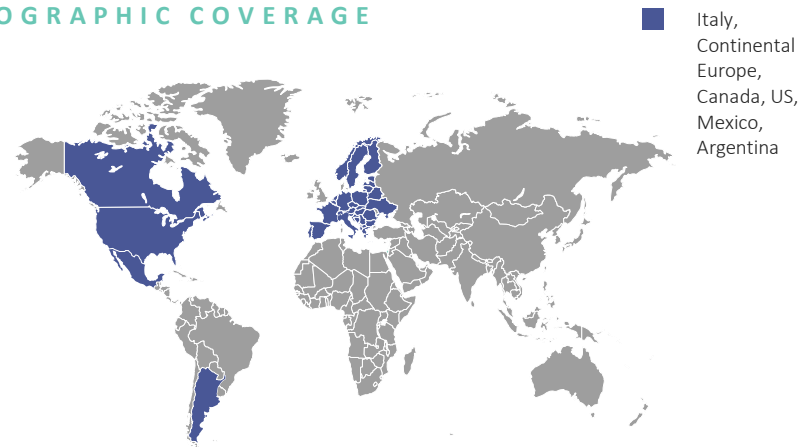 OGRAPHIC COVERAGE
Italy,
Continental
Europe,
Canada, US,
Mexico,
Argentina